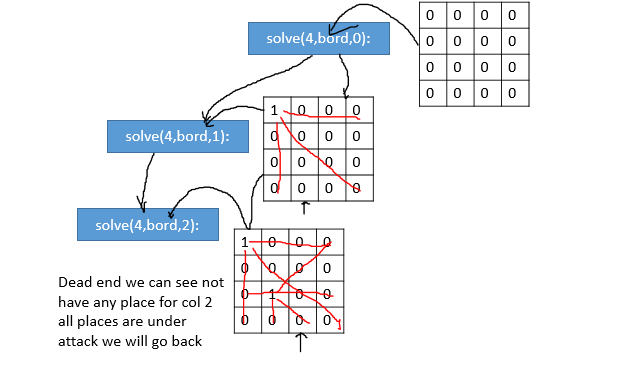 solve(4,bord,0):
0 0 0 0
0 0 0 0
0 0 0 0
0 0 0 0
solve(4,bord,1):
1 0 0 0
0 0 0 0
0 0 0 0
0 0 0 0
solve(4,bord,2):
1 0 0 0
0 0 0 0
0 1 0 0
0 0 0 0
Dead end we can see not
have any place for col 2
all places are under
attack we will go back